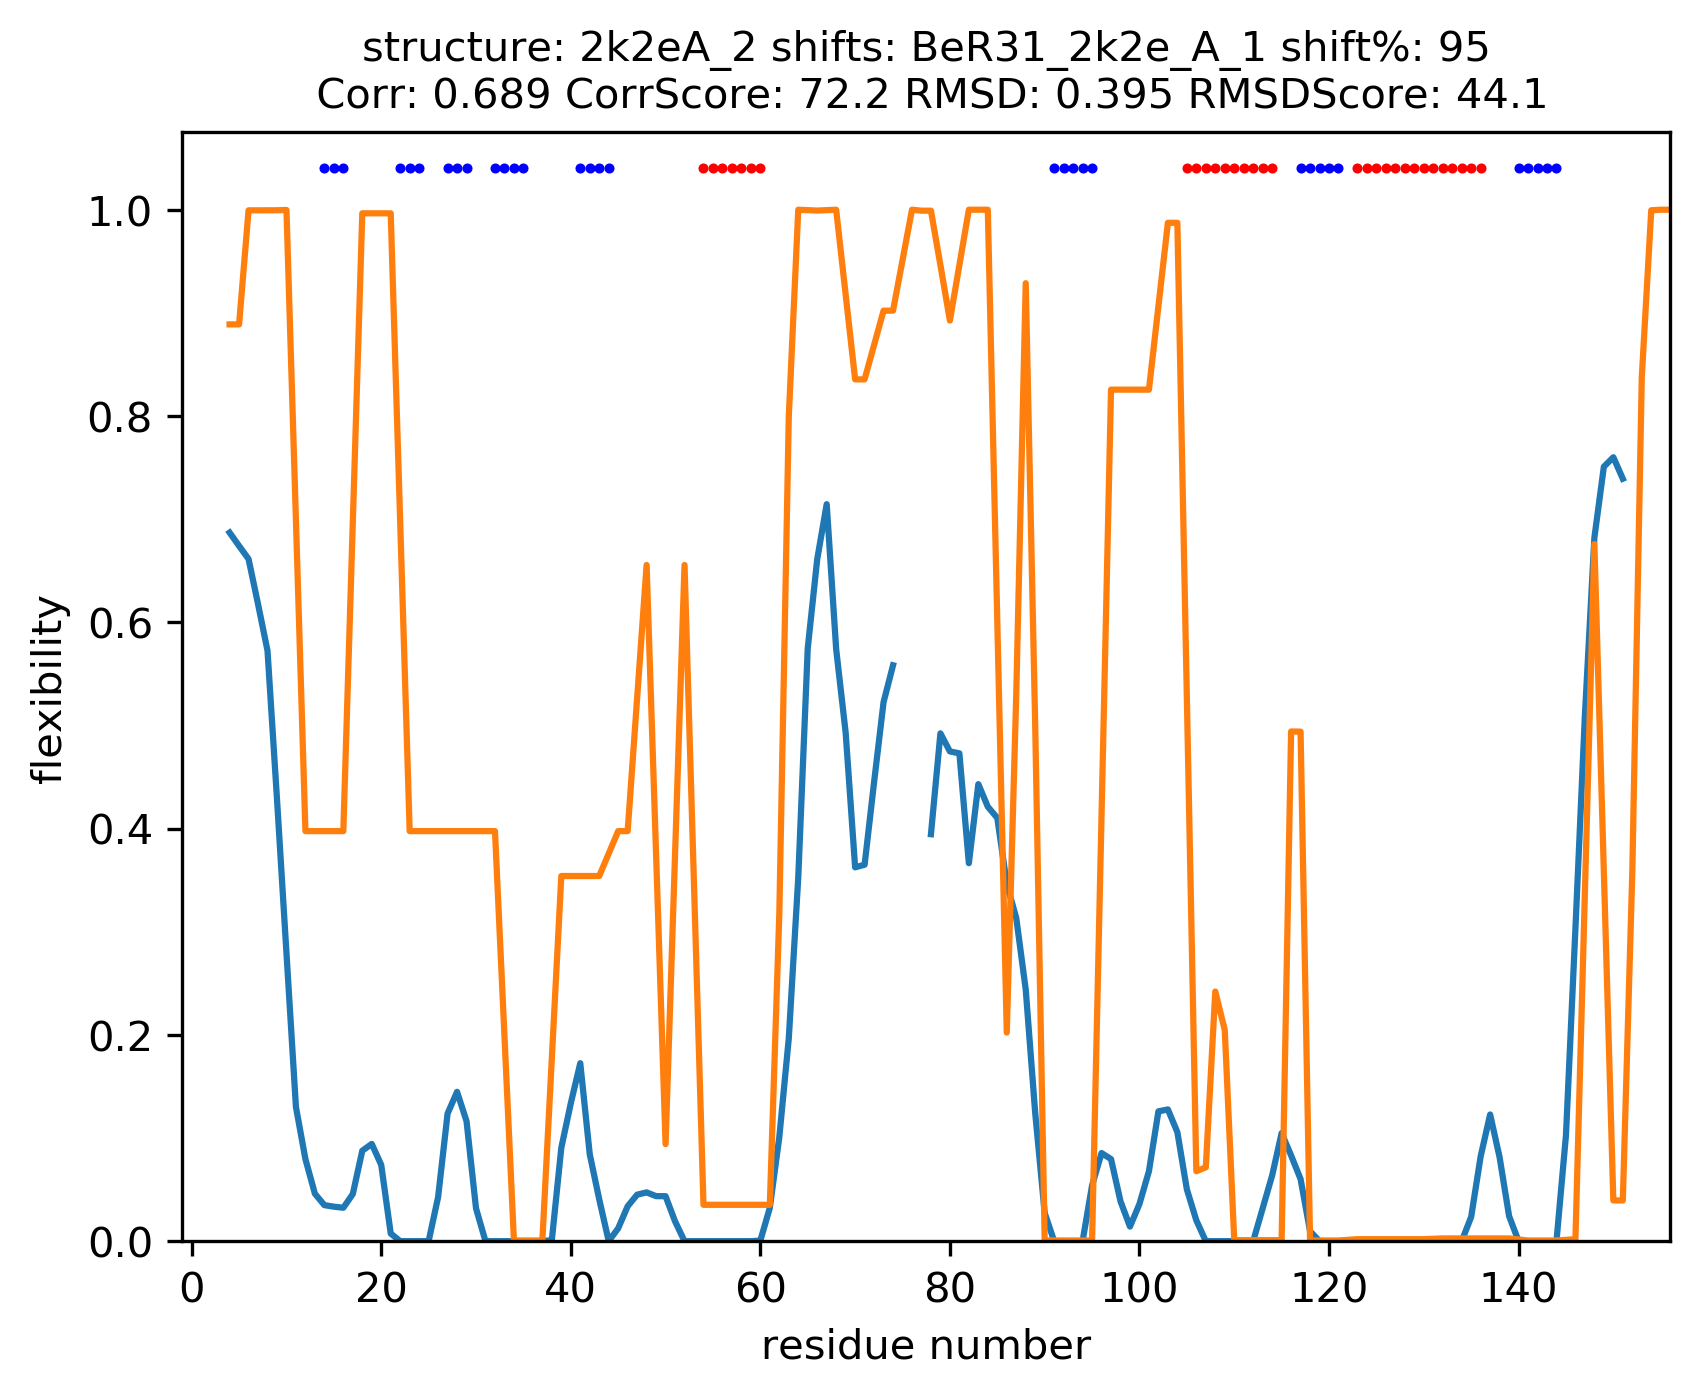 structure: 2k2eA_2 shifts: BeR31_2k2e_A_1 shift%: 95
Corr: 0.689 CorrScore: 72.2 RMSD: 0.395 RMSDScore: 44.1
1.0
0.8
0.6
0.4
0.2
0.0
flexibility
0 20 40 60 80 100 120 140
residue number